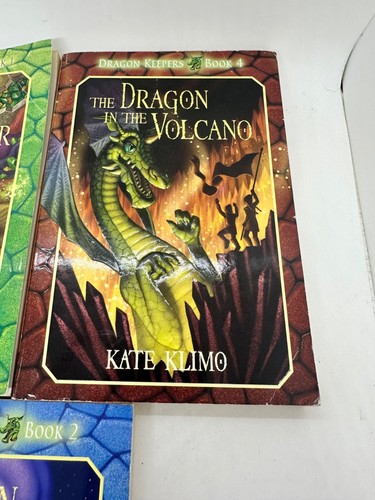 DRAGON KEEPERS BOOK 4
THE DRAGON
IN THE VOLCANO
KATE KLIMO
BOOK 2